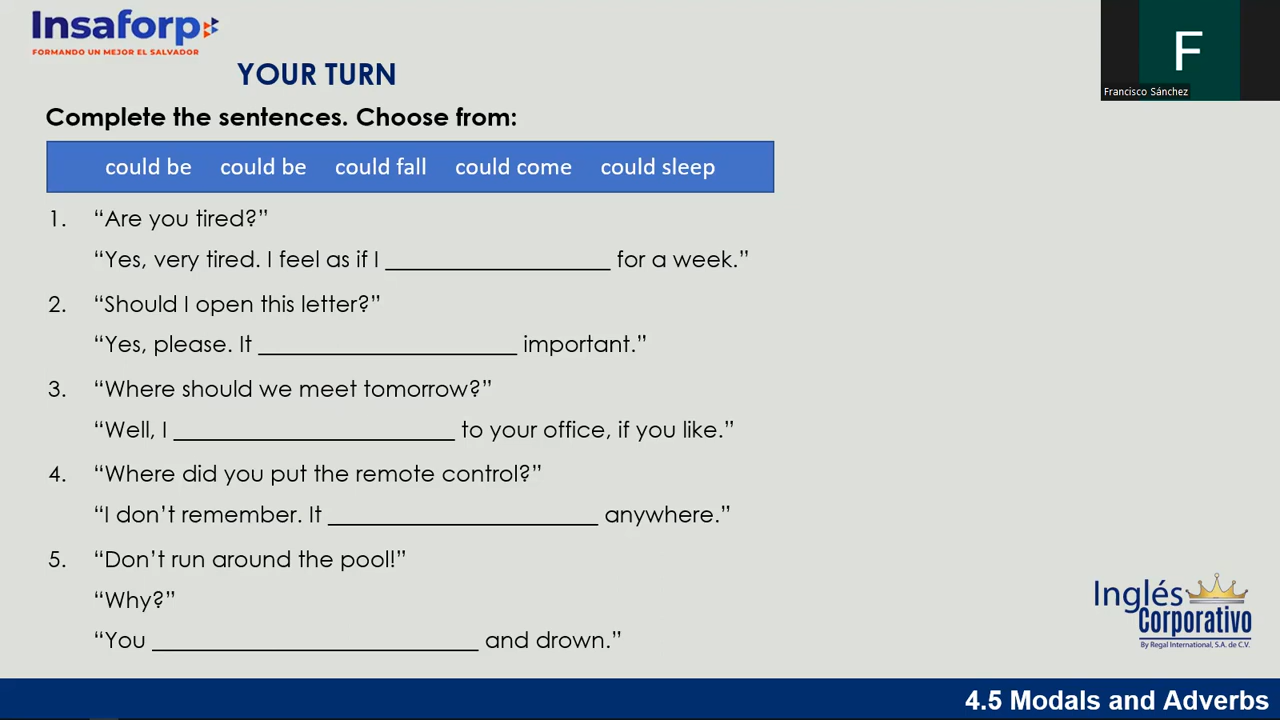 Insaforp
FORMANDO UN MEJOR EL SALVADOR
F
Francisco Sánchez
YOUR TURN
Complete the sentences. Choose from:
could be could be could fall could come could sleep
1. “Are you tired?”
“Yes, very tired. I feel as if I ____________________ for a week.”
2. “Should I open this letter?”
“Yes, please. It _______________________ important.”
3. “Where should we meet tomorrow?”
“Well, I _________________________ to your office, if you like.”
4. “Where did you put the remote control?”
“I don’t remember. It ________________________ anywhere.”
5. “Don’t run around the pool!”
“Why?”
“You _____________________________ and drown.”
Inglés
Corporativo
By Regal International, S.A. de C.V.
4.5 Modals and Adverbs